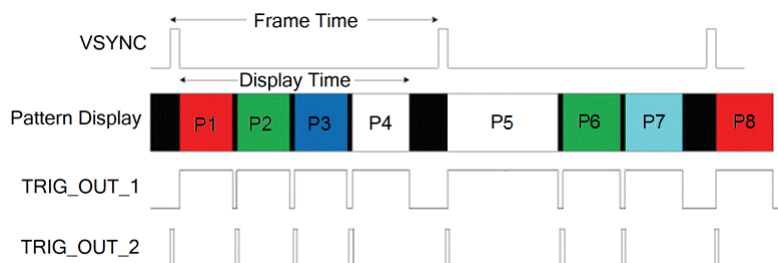 Frame Time
VSYNC
Display Time
Pattern Display P1 P2 P3 P4 P5 P6 P7 P8
TRIG_OUT_1
TRIG_OUT_2